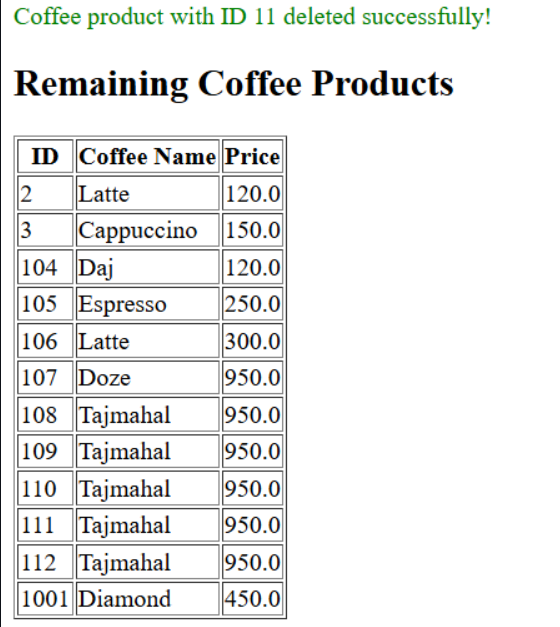 Coffee product with ID 11 deleted successfully!
Remaining Coffee Products
ID Coffee Name Price
2 Latte 120.0
3 Cappuccino 150.0
104 Daj 120.0
105 Espresso 250.0
106 Latte 300.0
107 Doze 950.0
108 Tajmahal 950.0
109 Tajmahal 950.0
110 Tajmahal 950.0
111 Tajmahal 950.0
112 Tajmahal 950.0
1001 Diamond 450.0